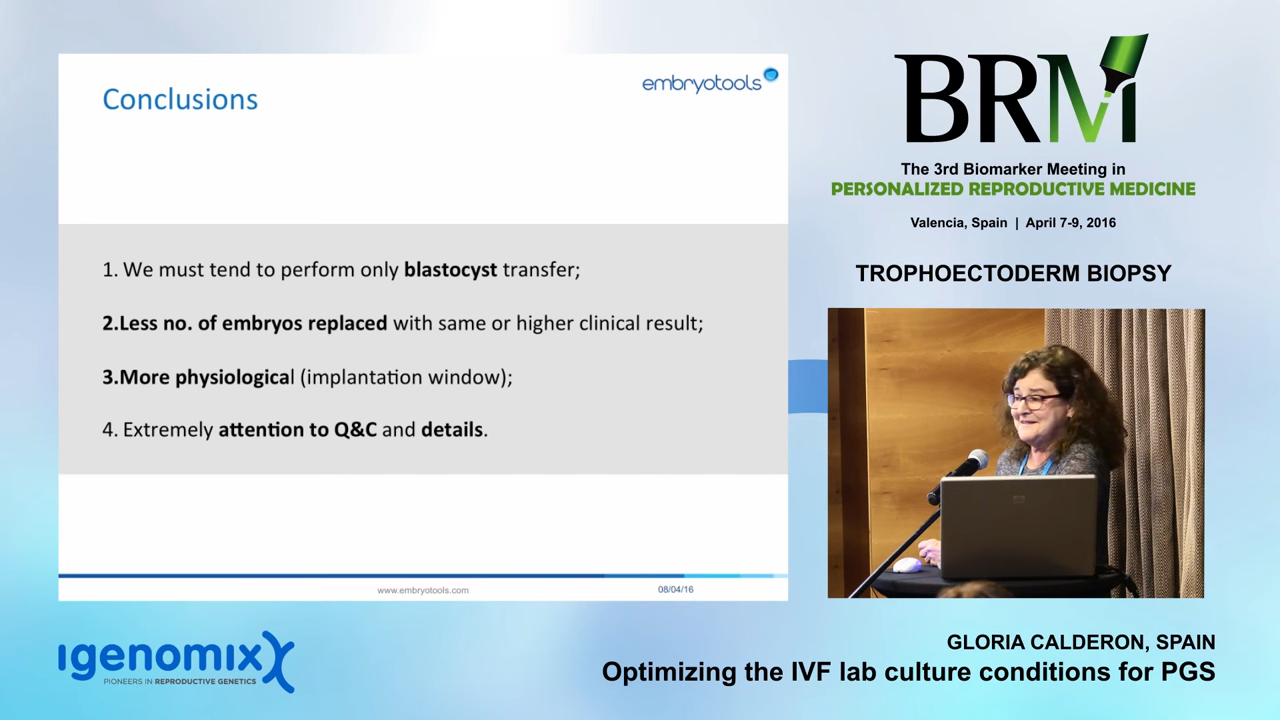 Conclusions
embryotools
1. We must tend to perform only blastocyst transfer;
2.Less no. of embryos replaced with same or higher clinical result;
3.More physiological (implantation window);
4. Extremely attention to Q&C and details.
www.embryotools.com
08/04/16
BRM
The 3rd Biomarker Meeting in
PERSONALIZED REPRODUCTIVE MEDICINE
Valencia, Spain | April 7-9, 2016
TROPHOECTODERM BIOPSY
igenomix
PIONEERS IN REPRODUCTIVE GENETICS
GLORIA CALDERON, SPAIN
Optimizing the IVF lab culture conditions for PGS